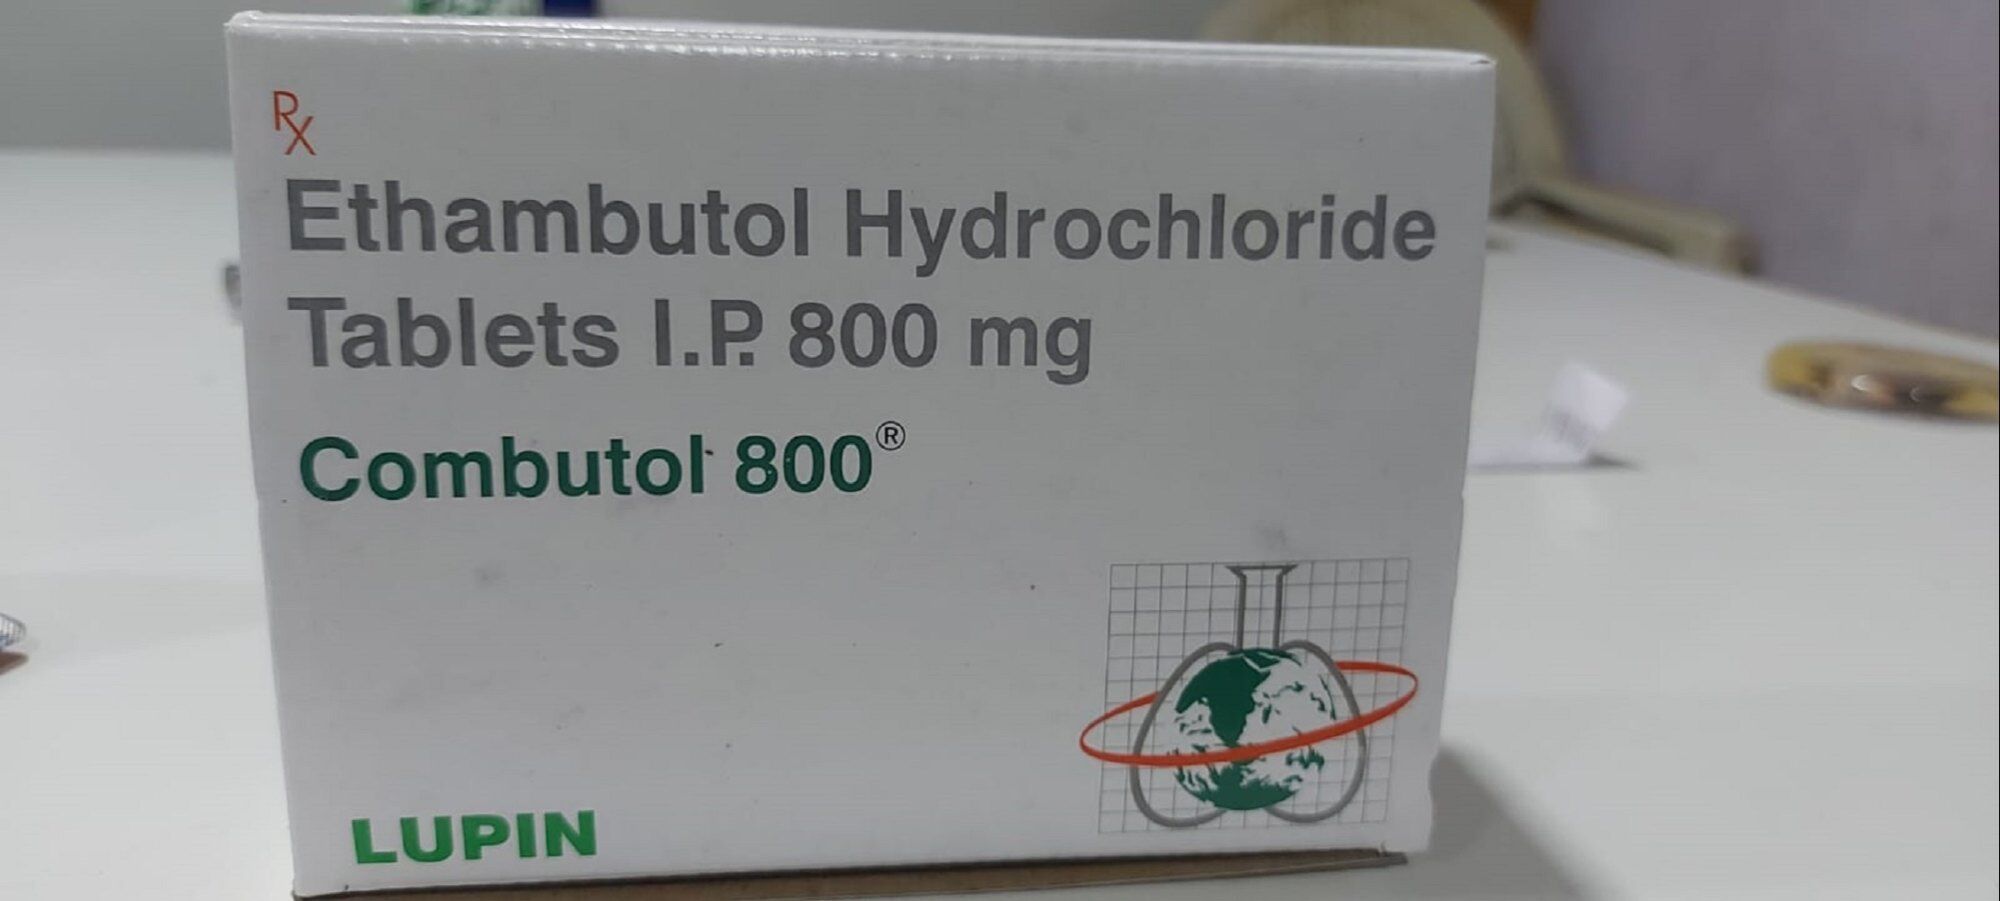 Rx
Ethambutol Hydrochloride
Tablets I.P. 800 mg
Combutol 800®
LUPIN